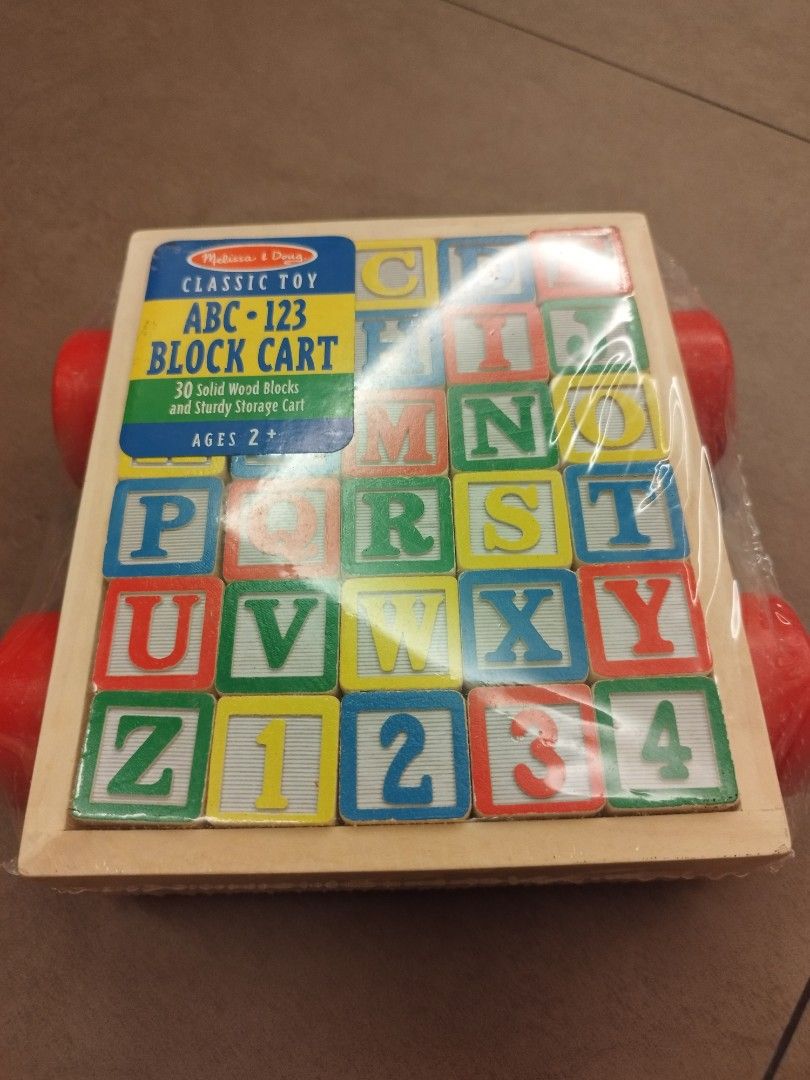 Melissa & Doug
CLASSIC TOY
ABC • 123
BLOCK CART
30 Solid Wood Blocks
and Sturdy Storage Cart
AGES 2+
C
H I
M N O
P Q R S T
U V W X Y
Z 1 2 3 4